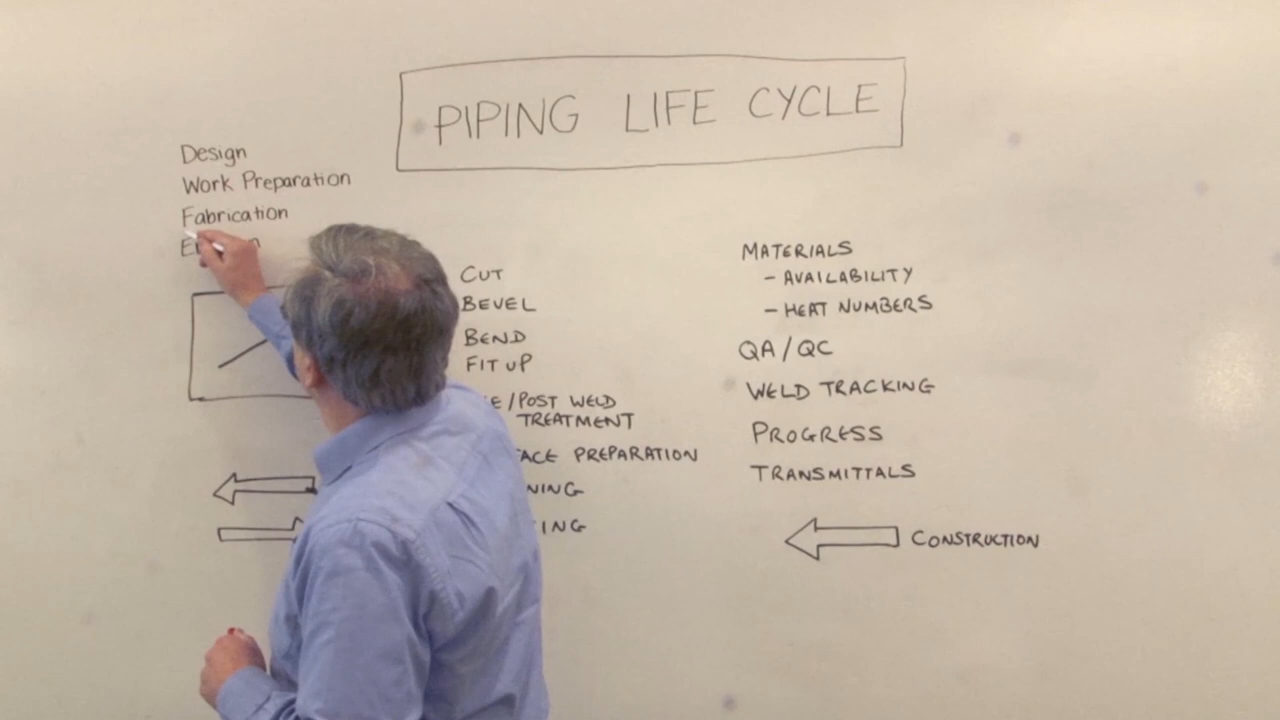 PIPING LIFE CYCLE
Design
Work Preparation
Fabrication
CUT
BEVEL
BEND
FIT UP
/POST WELD
TREATMENT
PREPARATION
MATERIALS
- AVAILABILITY
- HEAT NUMBERS
QA/QC
WELD TRACKING
PROGRESS
TRANSMITTALS
CONSTRUCTION